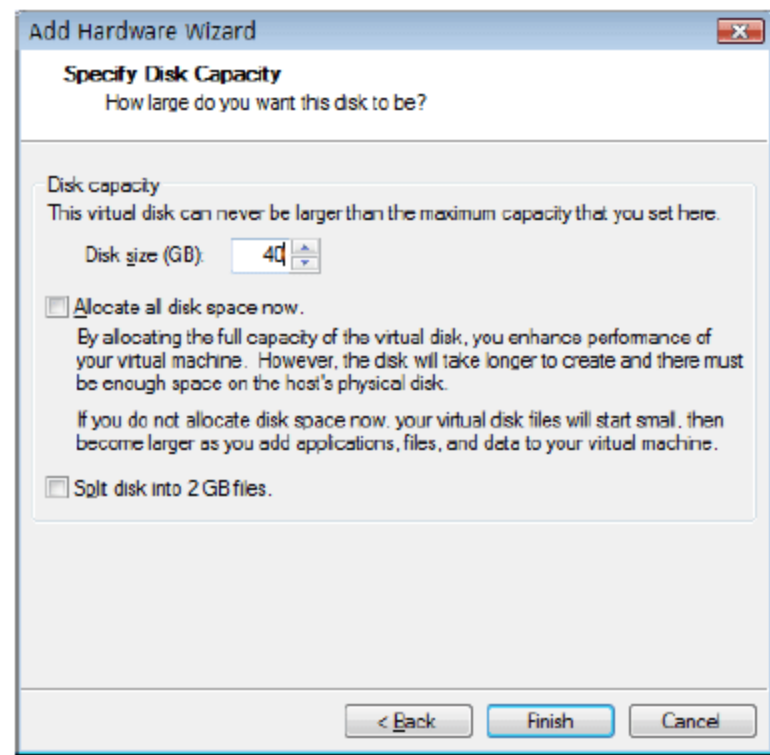 Add Hardware Wizard
Specify Disk Capacity
How large do you want this disk to be?
Disk capacity
This virtual disk can never be larger than the maximum capacity that you set here.
Disk size (GB): 40
Allocate all disk space now.
By allocating the full capacity of the virtual disk, you enhance performance of
your virtual machine. However, the disk will take longer to create and there must
be enough space on the host's physical disk.
If you do not allocate disk space now, your virtual disk files will start small, then
become larger as you add applications, files, and data to your virtual machine.
Split disk into 2 GB files.
< Back Finish Cancel